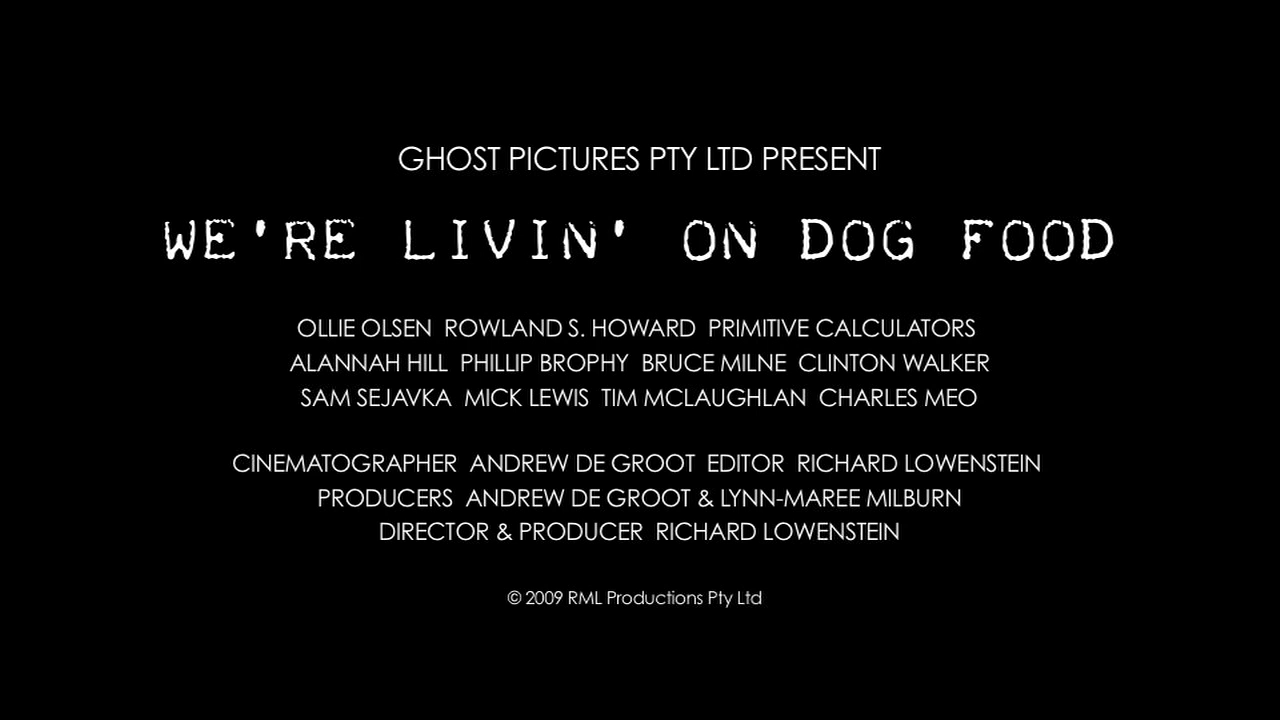 GHOST PICTURES PTY LTD PRESENT
WE'RE LIVIN' ON DOG FOOD
OLLIE OLSEN ROWLAND S. HOWARD PRIMITIVE CALCULATORS
ALANNAH HILL PHILLIP BROPHY BRUCE MILNE CLINTON WALKER
SAM SEJAVKA MICK LEWIS TIM MCLAUGHLAN CHARLES MEO
CINEMATOGRAPHER ANDREW DE GROOT EDITOR RICHARD LOWENSTEIN
PRODUCERS ANDREW DE GROOT & LYNN-MAREE MILBURN
DIRECTOR & PRODUCER RICHARD LOWENSTEIN
© 2009 RML Productions Pty Ltd